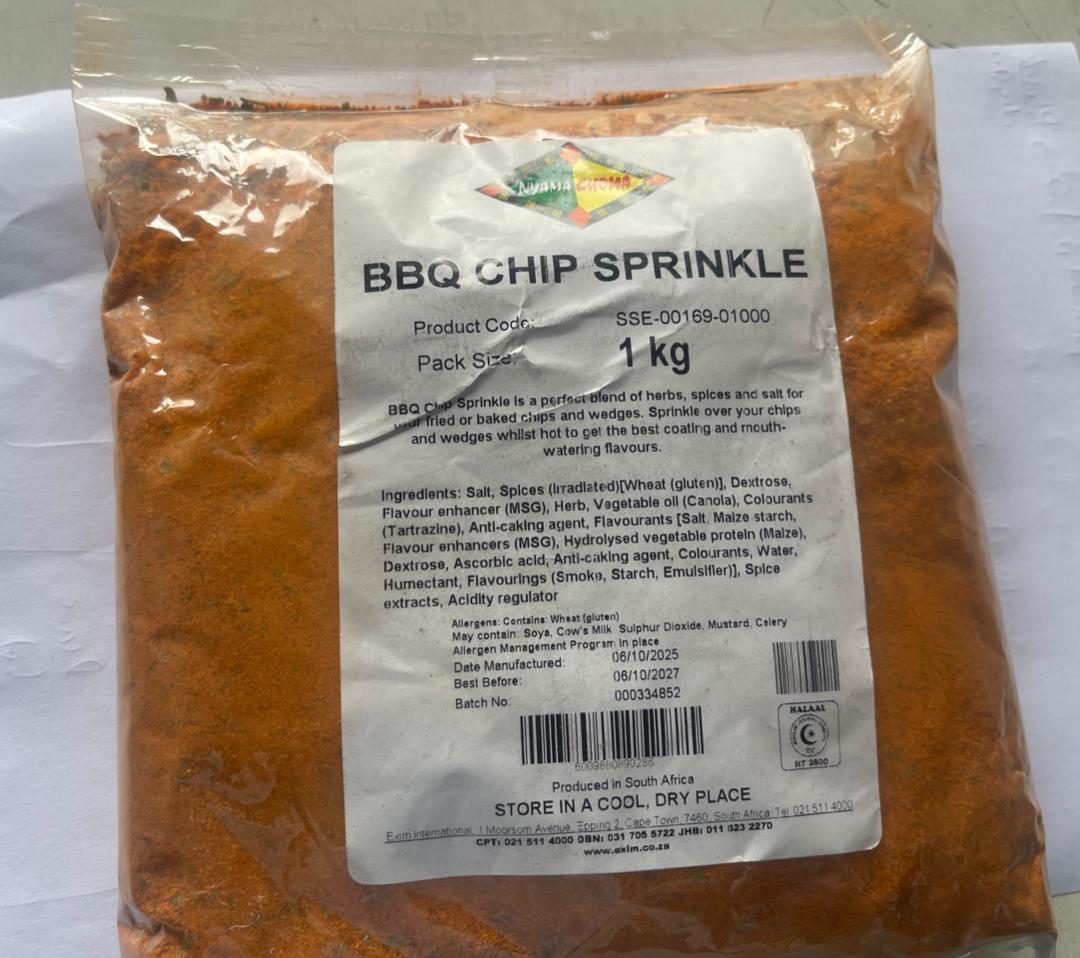 NYAMA CHOMA
BBQ CHIP SPRINKLE
Product Code: SSE-00169-01000
Pack Size: 1 kg
BBQ Chip Sprinkle is a perfect blend of herbs, spices and salt for
your fried or baked chips and wedges. Sprinkle over your chips
and wedges whilst hot to get the best coating and mouth-
watering flavours.
Ingredients: Salt, Spices (Irradiated)[Wheat (gluten)], Dextrose,
Flavour enhancer (MSG), Herb, Vegetable oil (Canola), Colourants
(Tartrazine), Anti-caking agent, Flavourants [Salt, Maize starch,
Flavour enhancers (MSG), Hydrolysed vegetable protein (Maize),
Dextrose, Ascorbic acid, Anti-caking agent, Colourants, Water,
Humectant, Flavourings (Smoke, Starch, Emulsifier)], Spice
extracts, Acidity regulator
Allergens: Contains: Wheat (gluten)
May contain: Soya, Cow's Milk, Sulphur Dioxide, Mustard, Celery
Allergen Management Program in place
Date Manufactured: 06/10/2025
Best Before: 06/10/2027
Batch No: 000334852
6009880890286
HALAAL
HT 2800
Produced in South Africa
STORE IN A COOL, DRY PLACE
Exim International, 1 Moorsom Avenue, Epping 2, Cape Town, 7460, South Africa, Tel 021 511 4000
CPT: 021 511 4000 DBN: 031 705 5722 JHB: 011 823 2270
www.exim.co.za